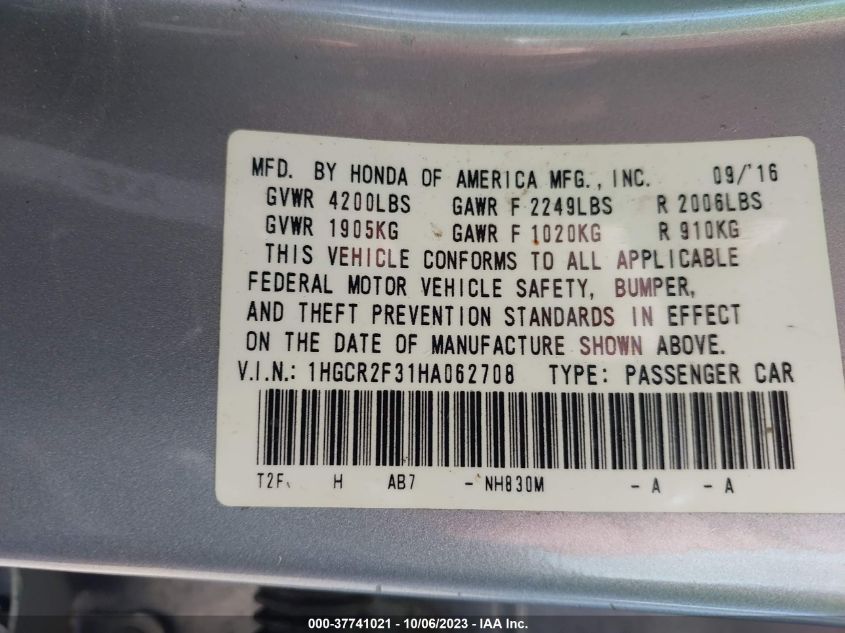 MFD. BY HONDA OF AMERICA MFG., INC. 09/'16
GVWR 4200LBS GAWR F 2249LBS R 2006LBS
GVWR 1905KG GAWR F 1020KG R 910KG
THIS VEHICLE CONFORMS TO ALL APPLICABLE
FEDERAL MOTOR VEHICLE SAFETY, BUMPER,
AND THEFT PREVENTION STANDARDS IN EFFECT
ON THE DATE OF MANUFACTURE SHOWN ABOVE.
V.I.N.: 1HGCR2F31HA062708 TYPE: PASSENGER CAR
T2F H AB7 - NH830M - A - A
000-37741021 - 10/06/2023 - IAA Inc.